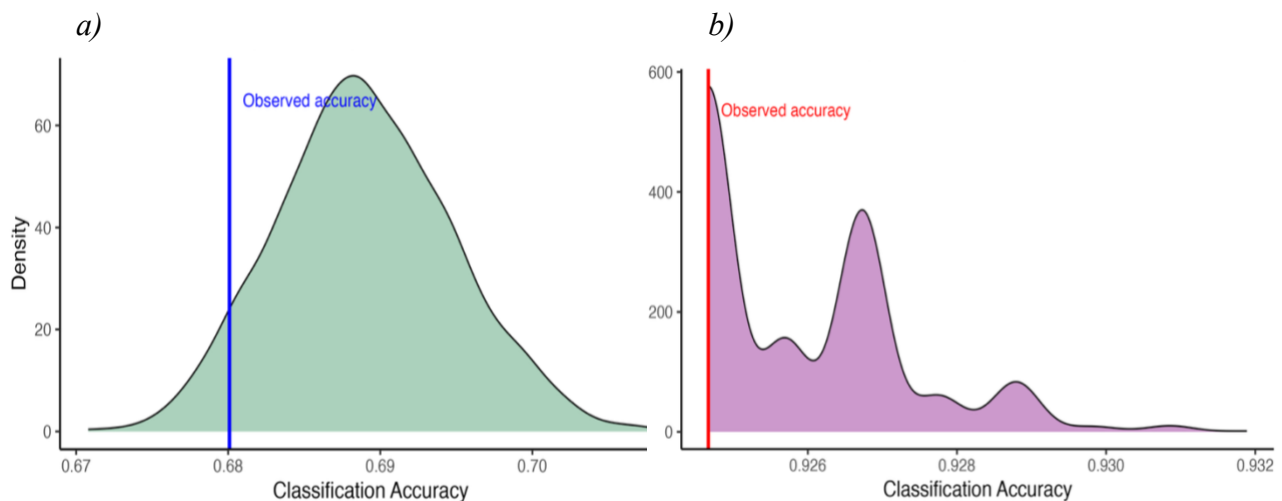 a)
Observed accuracy
60
40
20
0
Density
0.67 0.68 0.69 0.70
Classification Accuracy
b)
600
Observed accuracy
400
200
0
0.926 0.928 0.930 0.932
Classification Accuracy